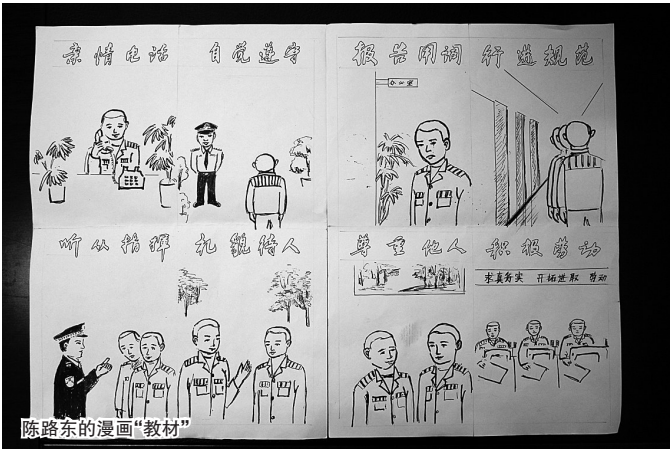 亲情电话 自觉遵守
报告用词 行进规范
办公室
听从指挥 礼貌待人
尊重他人 积极劳动
求真务实 开拓进取 劳动
陈路东的漫画“教材”